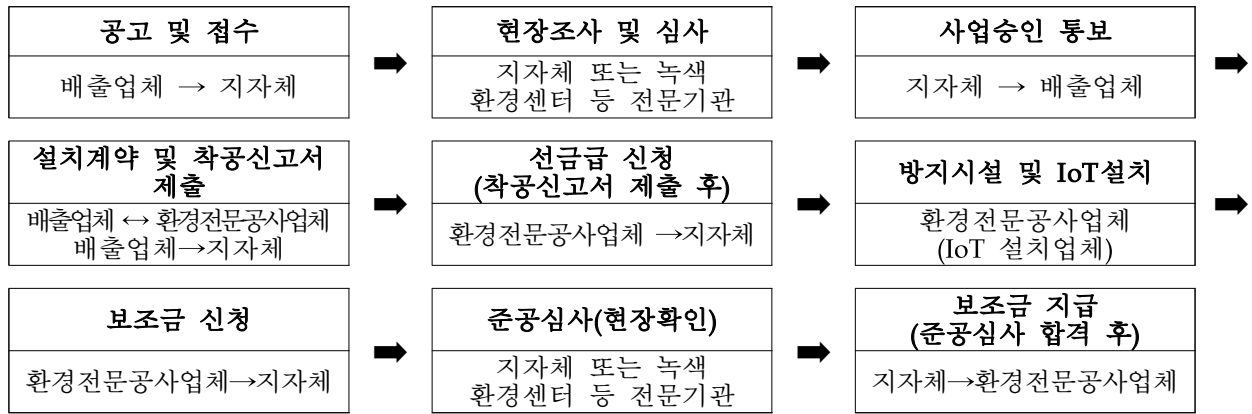 공고 및 접수
배출업체 → 지자체
현장조사 및 심사
지자체 또는 녹색
환경센터 등 전문기관
사업승인 통보
지자체 → 배출업체
설치계약 및 착공신고서
제출
배출업체 ↔ 환경전문공사업체
배출업체→지자체
선금급 신청
(착공신고서 제출 후)
환경전문공사업체 →지자체
방지시설 및 IoT설치
환경전문공사업체
(IoT 설치업체)
보조금 신청
환경전문공사업체→지자체
준공심사(현장확인)
지자체 또는 녹색
환경센터 등 전문기관
보조금 지급
(준공심사 합격 후)
지자체→환경전문공사업체